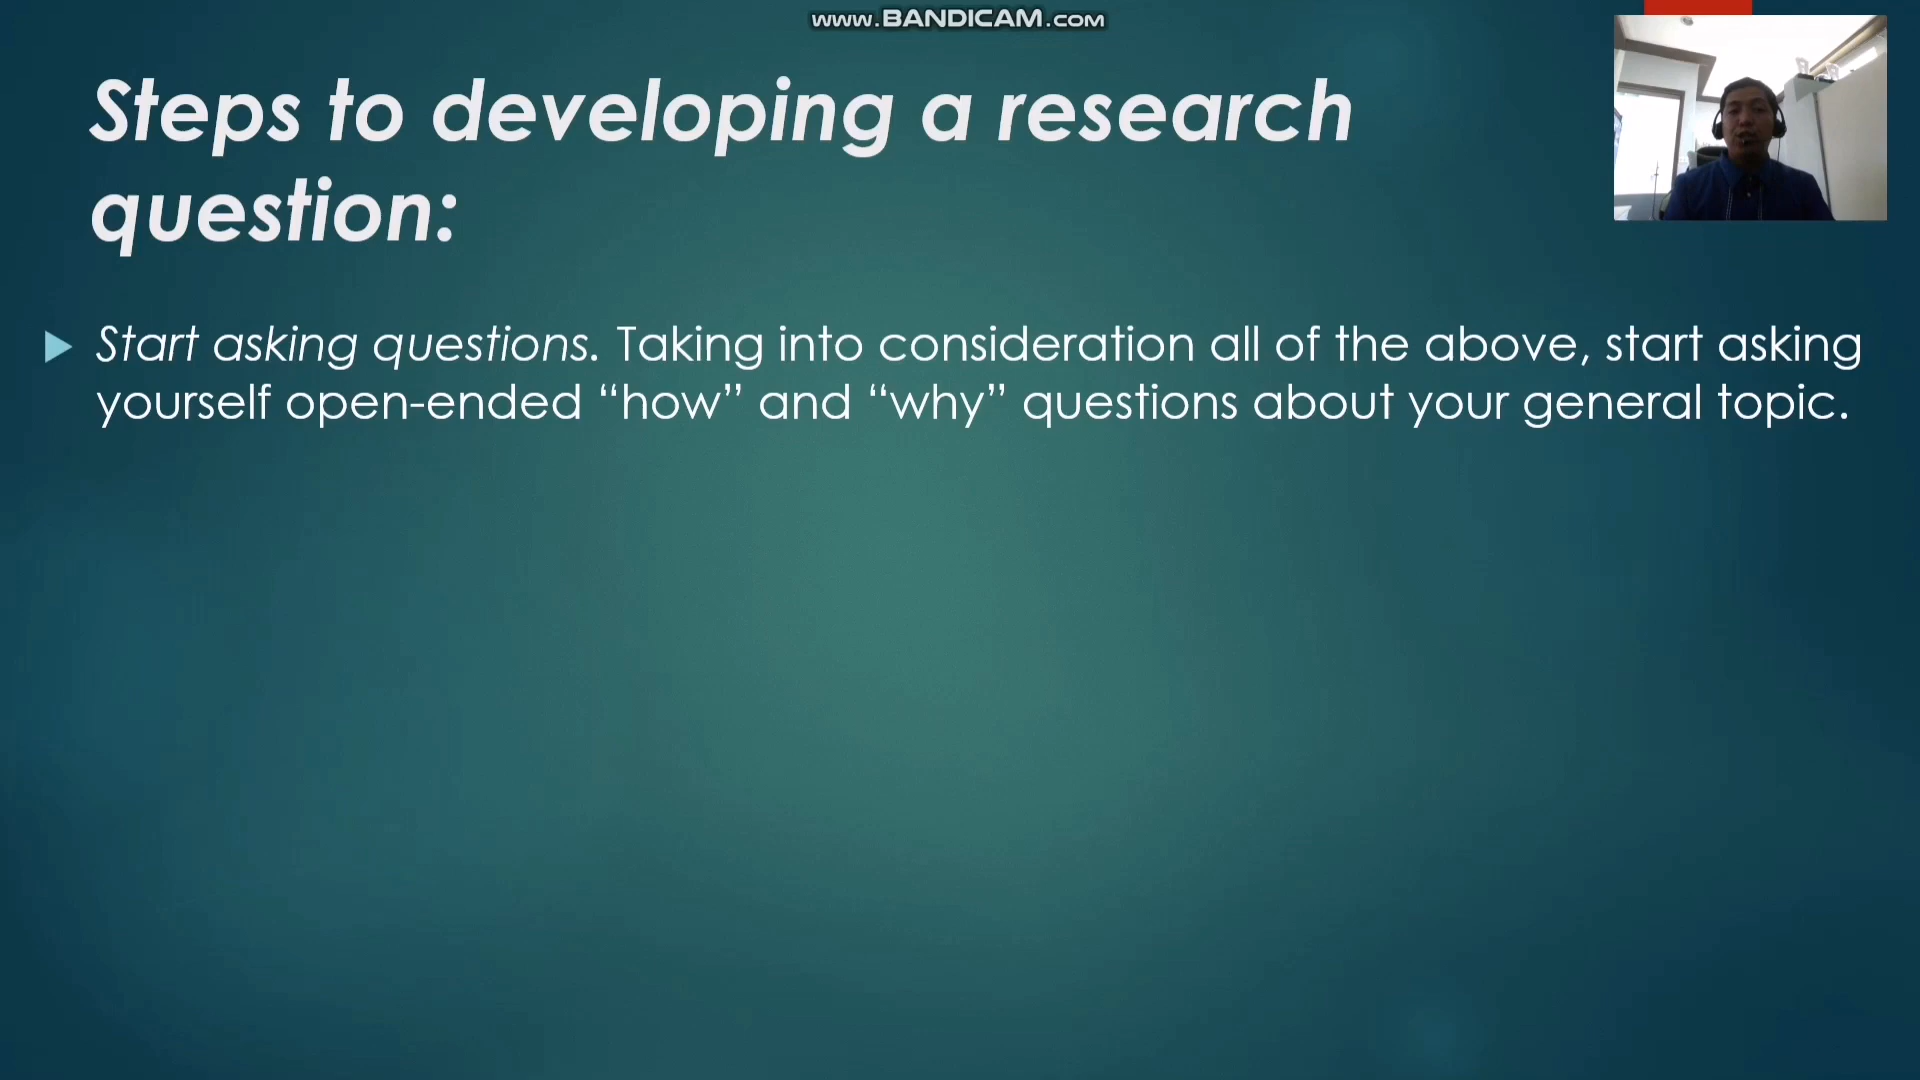 www.BANDICAM.com
Steps to developing a research
question:
Start asking questions. Taking into consideration all of the above, start asking
yourself open-ended “how” and “why” questions about your general topic.